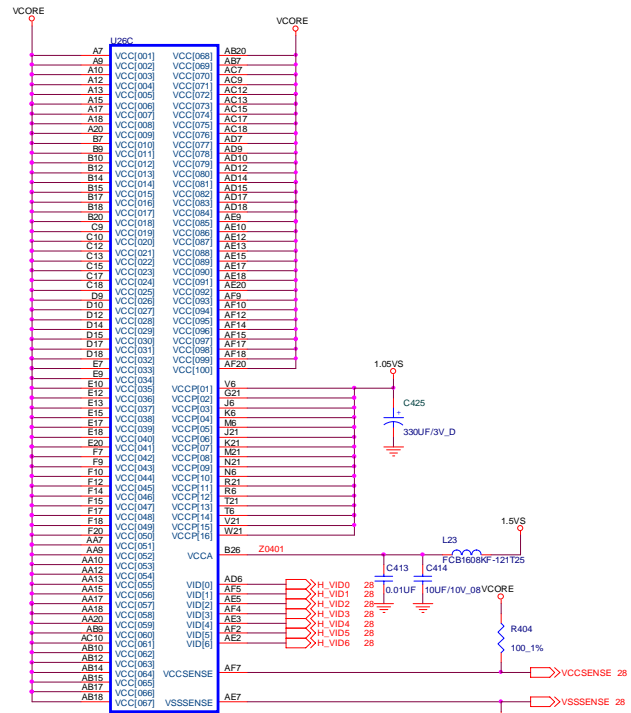 VCORE
VCORE
U26C
A7 VCC[001] VCC[068] AB20
A9 VCC[002] VCC[069] AB7
A10 VCC[003] VCC[070] AC7
A12 VCC[004] VCC[071] AC9
A13 VCC[005] VCC[072] AC12
A15 VCC[006] VCC[073] AC13
A17 VCC[007] VCC[074] AC15
A18 VCC[008] VCC[075] AC17
A20 VCC[009] VCC[076] AC18
B7 VCC[010] VCC[077] AD7
B9 VCC[011] VCC[078] AD9
B10 VCC[012] VCC[079] AD10
B12 VCC[013] VCC[080] AD12
B14 VCC[014] VCC[081] AD14
B15 VCC[015] VCC[082] AD15
B17 VCC[016] VCC[083] AD17
B18 VCC[017] VCC[084] AD18
B20 VCC[018] VCC[085] AE9
C9 VCC[019] VCC[086] AE10
C10 VCC[020] VCC[087] AE12
C12 VCC[021] VCC[088] AE13
C13 VCC[022] VCC[089] AE15
C15 VCC[023] VCC[090] AE17
C17 VCC[024] VCC[091] AE18
C18 VCC[025] VCC[092] AE20
D9 VCC[026] VCC[093] AF9
D10 VCC[027] VCC[094] AF10
D12 VCC[028] VCC[095] AF12
D14 VCC[029] VCC[096] AF14
D15 VCC[030] VCC[097] AF15
D17 VCC[031] VCC[098] AF17
D18 VCC[032] VCC[099] AF18
E7 VCC[033] VCC[100] AF20
1.05VS
E9 VCC[034]
E10 VCC[035] VCCP[01] V6
E12 VCC[036] VCCP[02] G21
E13 VCC[037] VCCP[03] J6
C425
E15 VCC[038] VCCP[04] K6
E17 VCC[039] VCCP[05] M6
E18 VCC[040] VCCP[06] J21
330UF/3V_D
E20 VCC[041] VCCP[07] K21
F7 VCC[042] VCCP[08] M21
F9 VCC[043] VCCP[09] N21
F10 VCC[044] VCCP[10] N6
F12 VCC[045] VCCP[11] R21
F14 VCC[046] VCCP[12] R6
F15 VCC[047] VCCP[13] T21
F17 VCC[048] VCCP[14] T6
F18 VCC[049] VCCP[15] V21
F20 VCC[050] VCCP[16] W21
1.5VS
AA7 VCC[051]
L23
AA9 VCC[052] VCCA B26 Z0401
FCB1608KF-121T25
AA10 VCC[053]
AA12 VCC[054]
C413 C414
AA13 VCC[055] VID[0] AD6 H_VID0 28
0.01UF 10UF/10V_08
VCORE
AA15 VCC[056] VID[1] AF5 H_VID1 28
AA17 VCC[057] VID[2] AE5 H_VID2 28
AA18 VCC[058] VID[3] AF4 H_VID3 28
AA20 VCC[059] VID[4] AE3 H_VID4 28
AB9 VCC[060] VID[5] AF2 H_VID5 28
AC10 VCC[061] VID[6] AE2 H_VID6 28
R404
100_1%
AB10 VCC[062]
AB12 VCC[063]
AB14 VCC[064] VCCSENSE AF7 VCCSENSE 28
AB15 VCC[065]
AB17 VCC[066]
AB18 VCC[067] VSSSENSE AE7 VSSSENSE 28